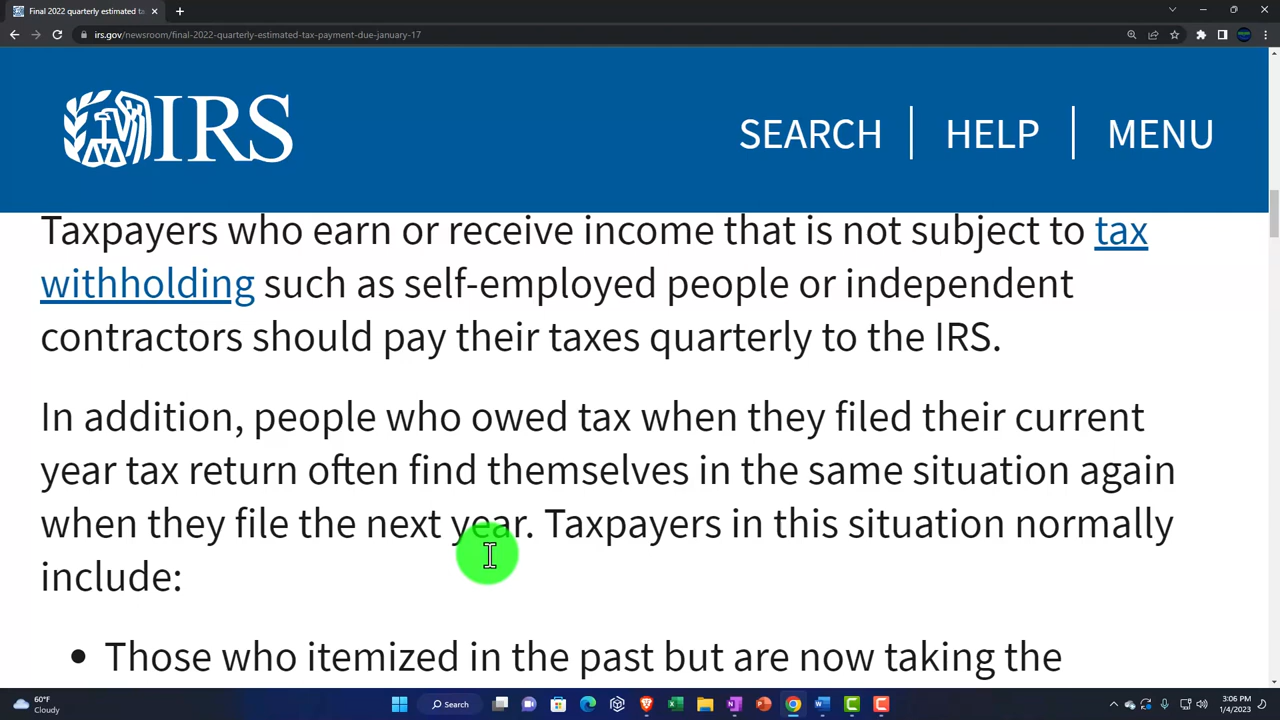 Final 2022 quarterly estimated ta
irs.gov/newsroom/final-2022-quarterly-estimated-tax-payment-due-january-17
IRS
SEARCH
HELP
MENU
Taxpayers who earn or receive income that is not subject to tax
withholding such as self-employed people or independent
contractors should pay their taxes quarterly to the IRS.
In addition, people who owed tax when they filed their current
year tax return often find themselves in the same situation again
when they file the next year. Taxpayers in this situation normally
include:
• Those who itemized in the past but are now taking the
60°F
Cloudy
Search
3:06 PM
1/4/2023